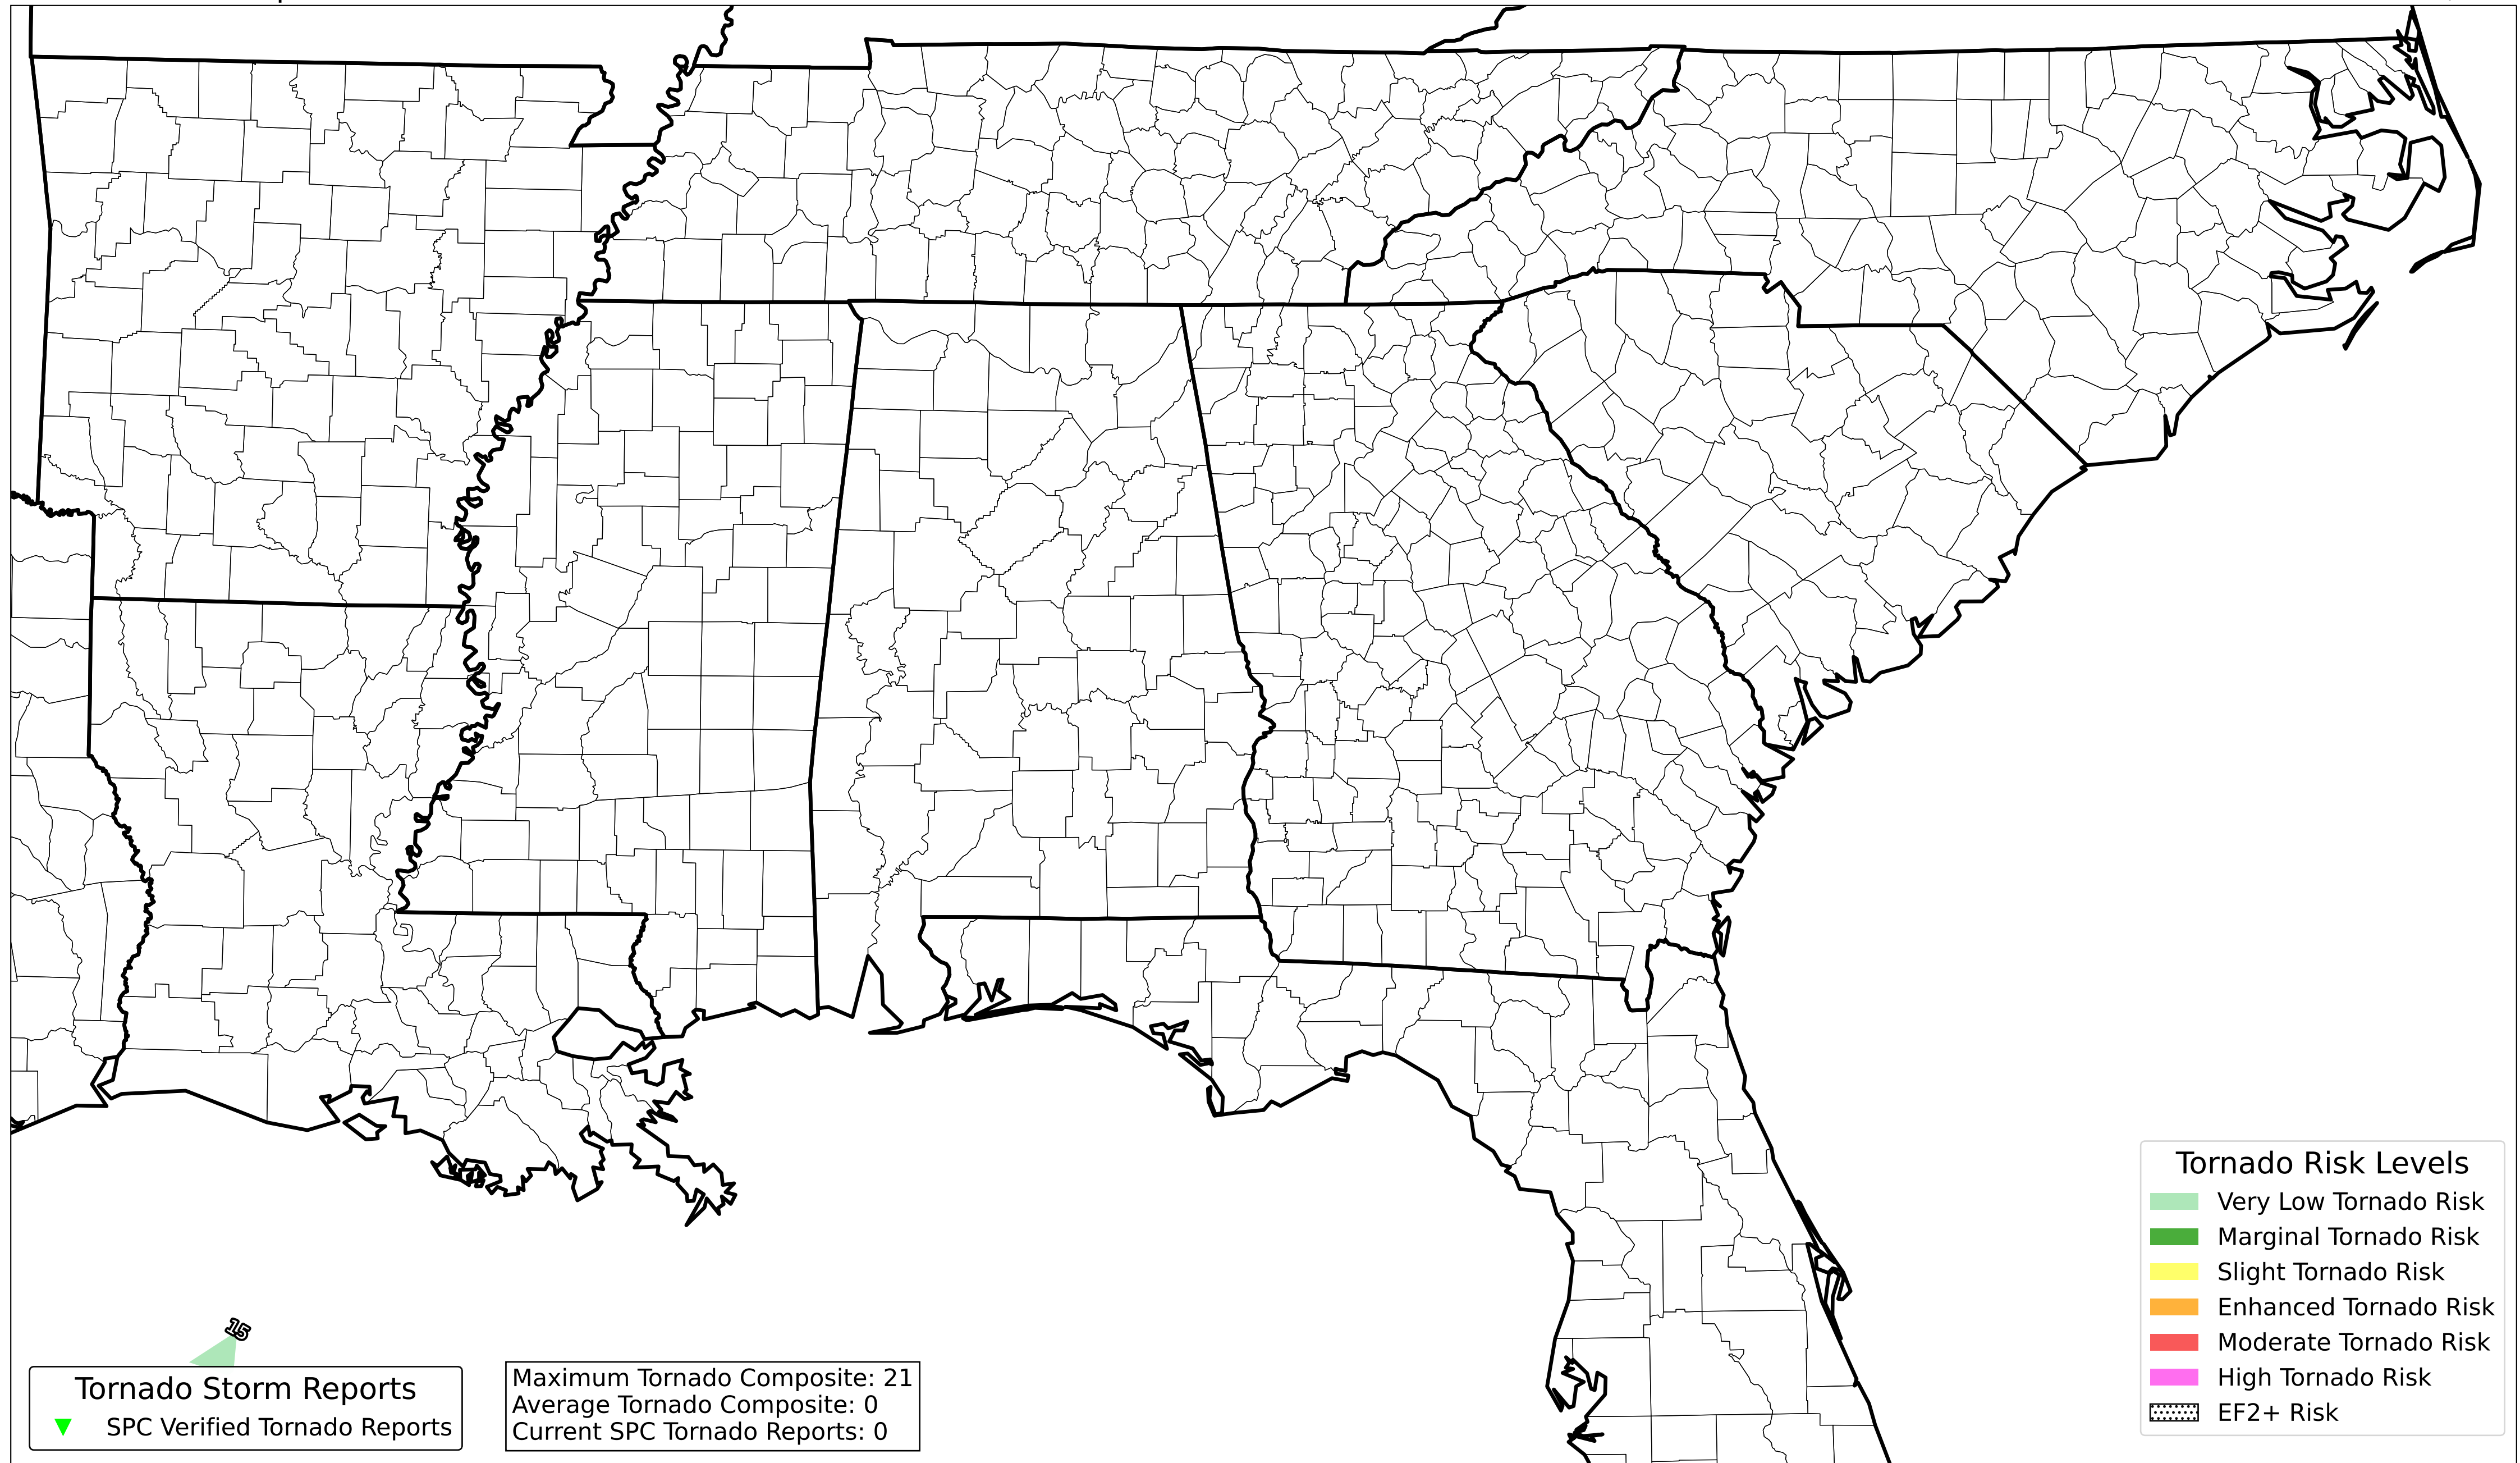 15
Tornado Storm Reports
SPC Verified Tornado Reports
Maximum Tornado Composite: 21
Average Tornado Composite: 0
Current SPC Tornado Reports: 0
Tornado Risk Levels
Very Low Tornado Risk
Marginal Tornado Risk
Slight Tornado Risk
Enhanced Tornado Risk
Moderate Tornado Risk
High Tornado Risk
EF2+ Risk